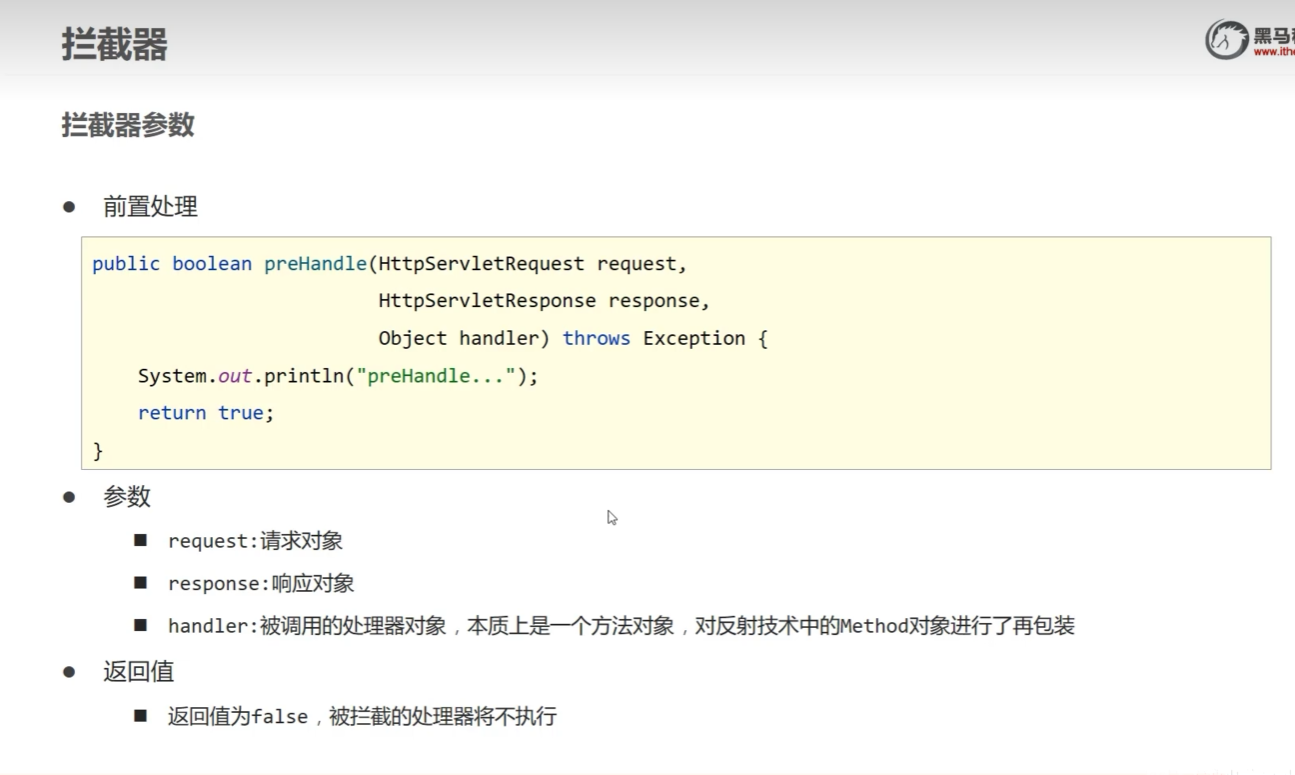 拦截器
黑马
www.ithe
拦截器参数
● 前置处理
public boolean preHandle(HttpServletRequest request,
HttpServletResponse response,
Object handler) throws Exception {
System.out.println("preHandle...");
return true;
}
● 参数
■ request:请求对象
■ response:响应对象
■ handler:被调用的处理器对象，本质上是一个方法对象，对反射技术中的Method对象进行了再包装
● 返回值
■ 返回值为false，被拦截的处理器将不执行